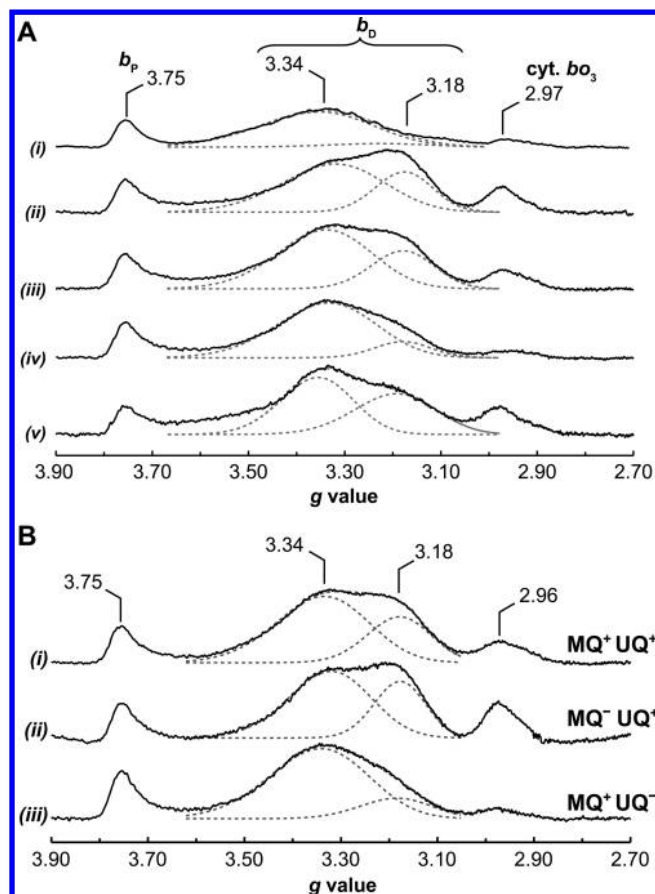 A
b_D
b_P
3.75
3.34
3.18
cyt. bo₃
2.97
(i)
(ii)
(iii)
(iv)
(v)
3.90 3.70 3.50 3.30 3.10 2.90 2.70
g value
B
3.75
3.34
3.18
2.96
(i) MQ⁺ UQ⁺
(ii) MQ⁻ UQ⁺
(iii) MQ⁺ UQ⁻
3.90 3.70 3.50 3.30 3.10 2.90 2.70
g value